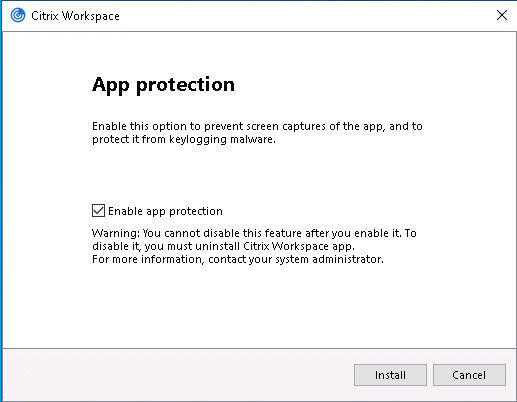 Citrix Workspace
App protection
Enable this option to prevent screen captures of the app, and to
protect it from keylogging malware.
Enable app protection
Warning: You cannot disable this feature after you enable it. To
disable it, you must uninstall Citrix Workspace app.
For more information, contact your system administrator.
Install
Cancel